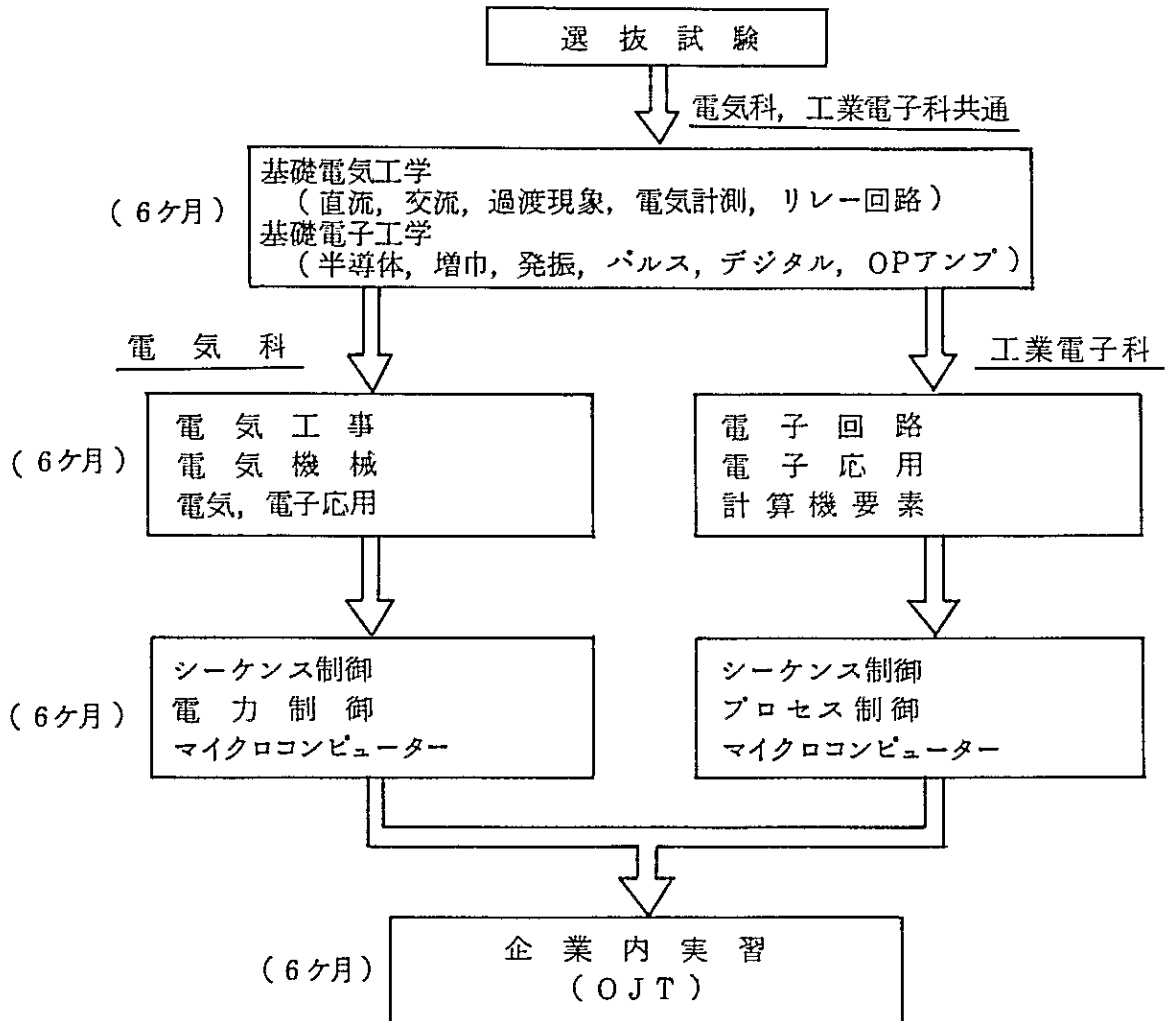 選抜試験
電気科,工業電子科共通
(6ケ月)
基礎電気工学
(直流,交流,過渡現象,電気計測,リレー回路)
基礎電子工学
(半導体,増巾,発振,パルス,デジタル,OPアンプ)
電気科
工業電子科
(6ケ月)
電気工事
電気機械
電気,電子応用
電子回路
電子応用
計算機要素
(6ケ月)
シーケンス制御
電力制御
マイクロコンピューター
シーケンス制御
プロセス制御
マイクロコンピューター
(6ケ月)
企業内実習
(OJT)